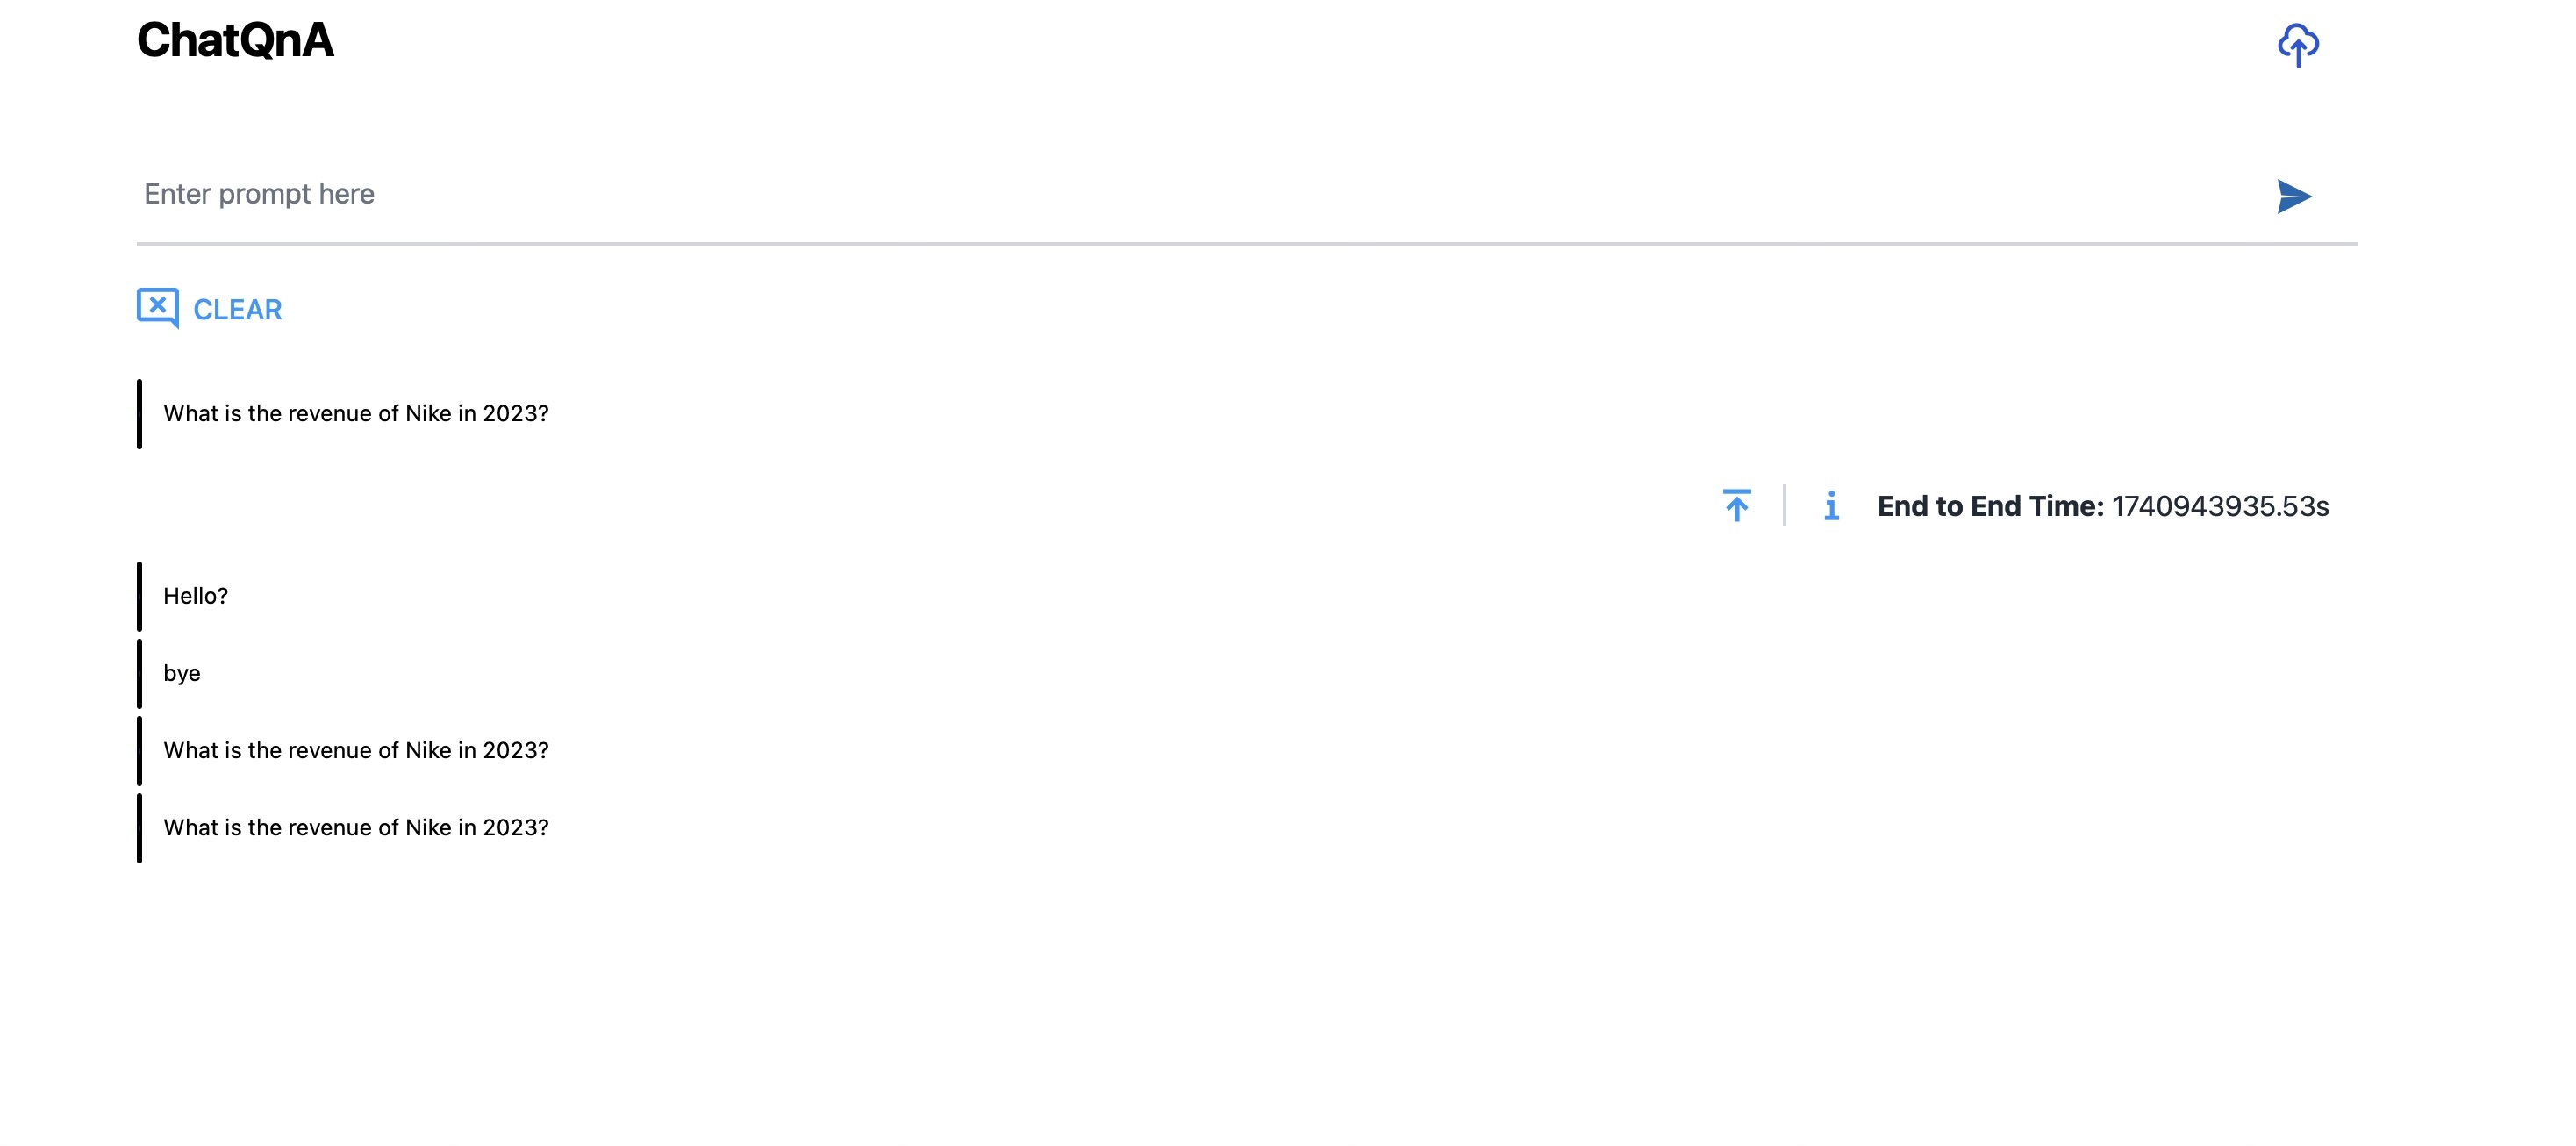 ChatQnA
Enter prompt here
CLEAR
What is the revenue of Nike in 2023?
End to End Time: 1740943935.53s
Hello?
bye
What is the revenue of Nike in 2023?
What is the revenue of Nike in 2023?